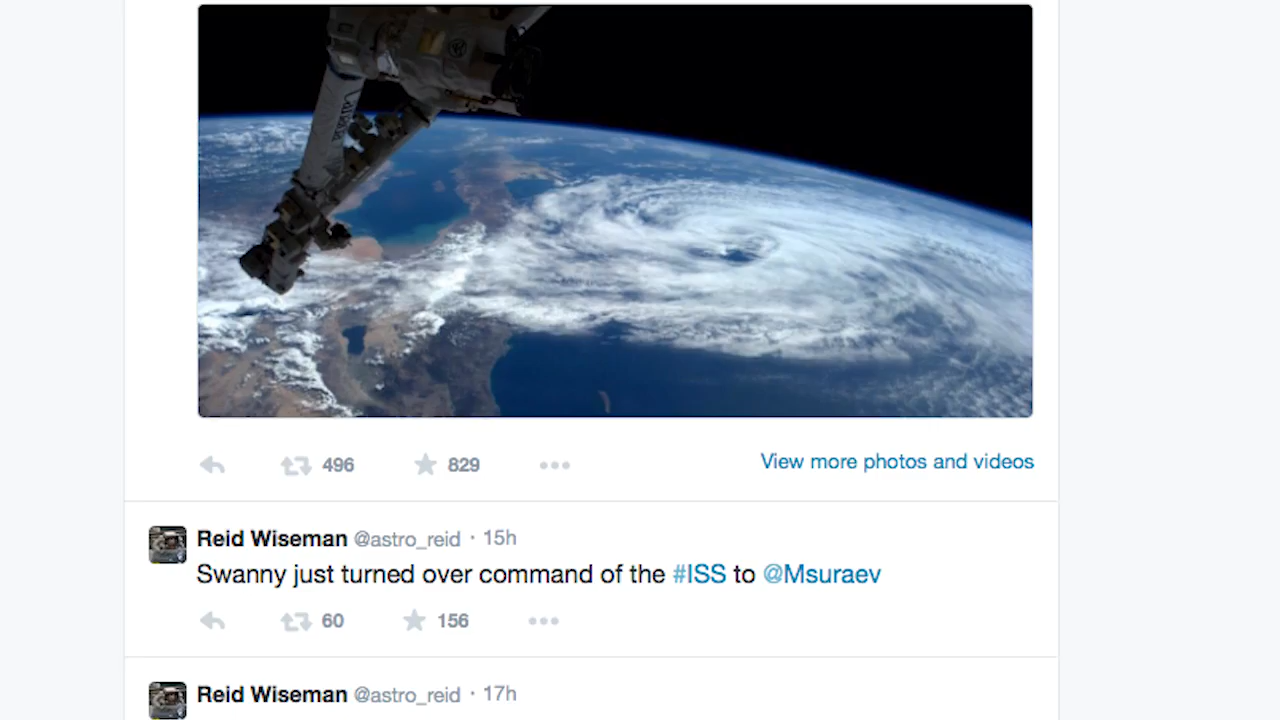 496
829
View more photos and videos
Reid Wiseman @astro_reid · 15h
Swanny just turned over command of the #ISS to @Msuraev
60
156
Reid Wiseman @astro_reid · 17h